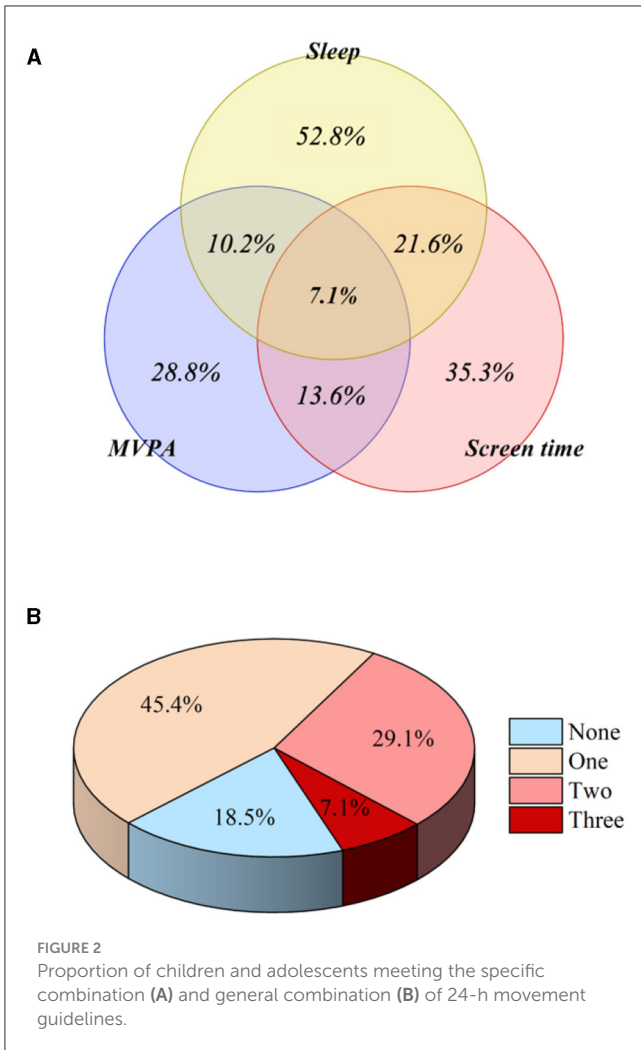 A
Sleep
52.8%
10.2%
21.6%
7.1%
28.8%
13.6%
35.3%
MVPA
Screen time
B
45.4%
29.1%
18.5%
7.1%
None
One
Two
Three
FIGURE 2
Proportion of children and adolescents meeting the specific
combination (A) and general combination (B) of 24-h movement
guidelines.